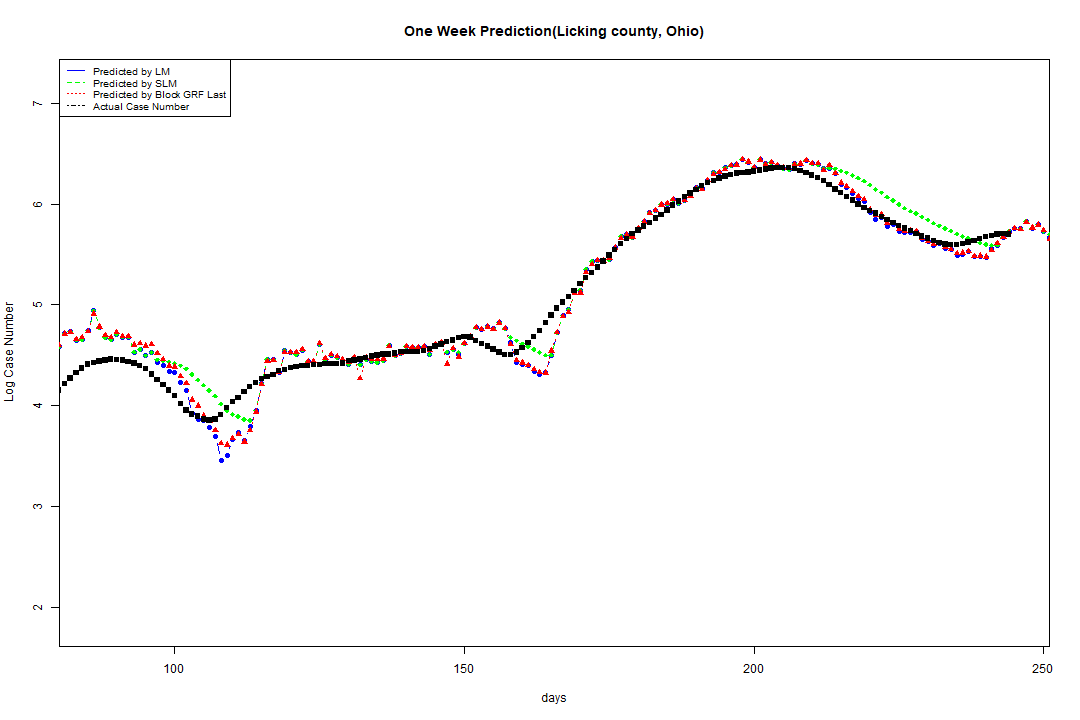 One Week Prediction(Licking county, Ohio)
Predicted by LM
Predicted by SLM
Predicted by Block GRF Last
Actual Case Number
7
6
5
4
3
2
Log Case Number
100 150 200 250
days